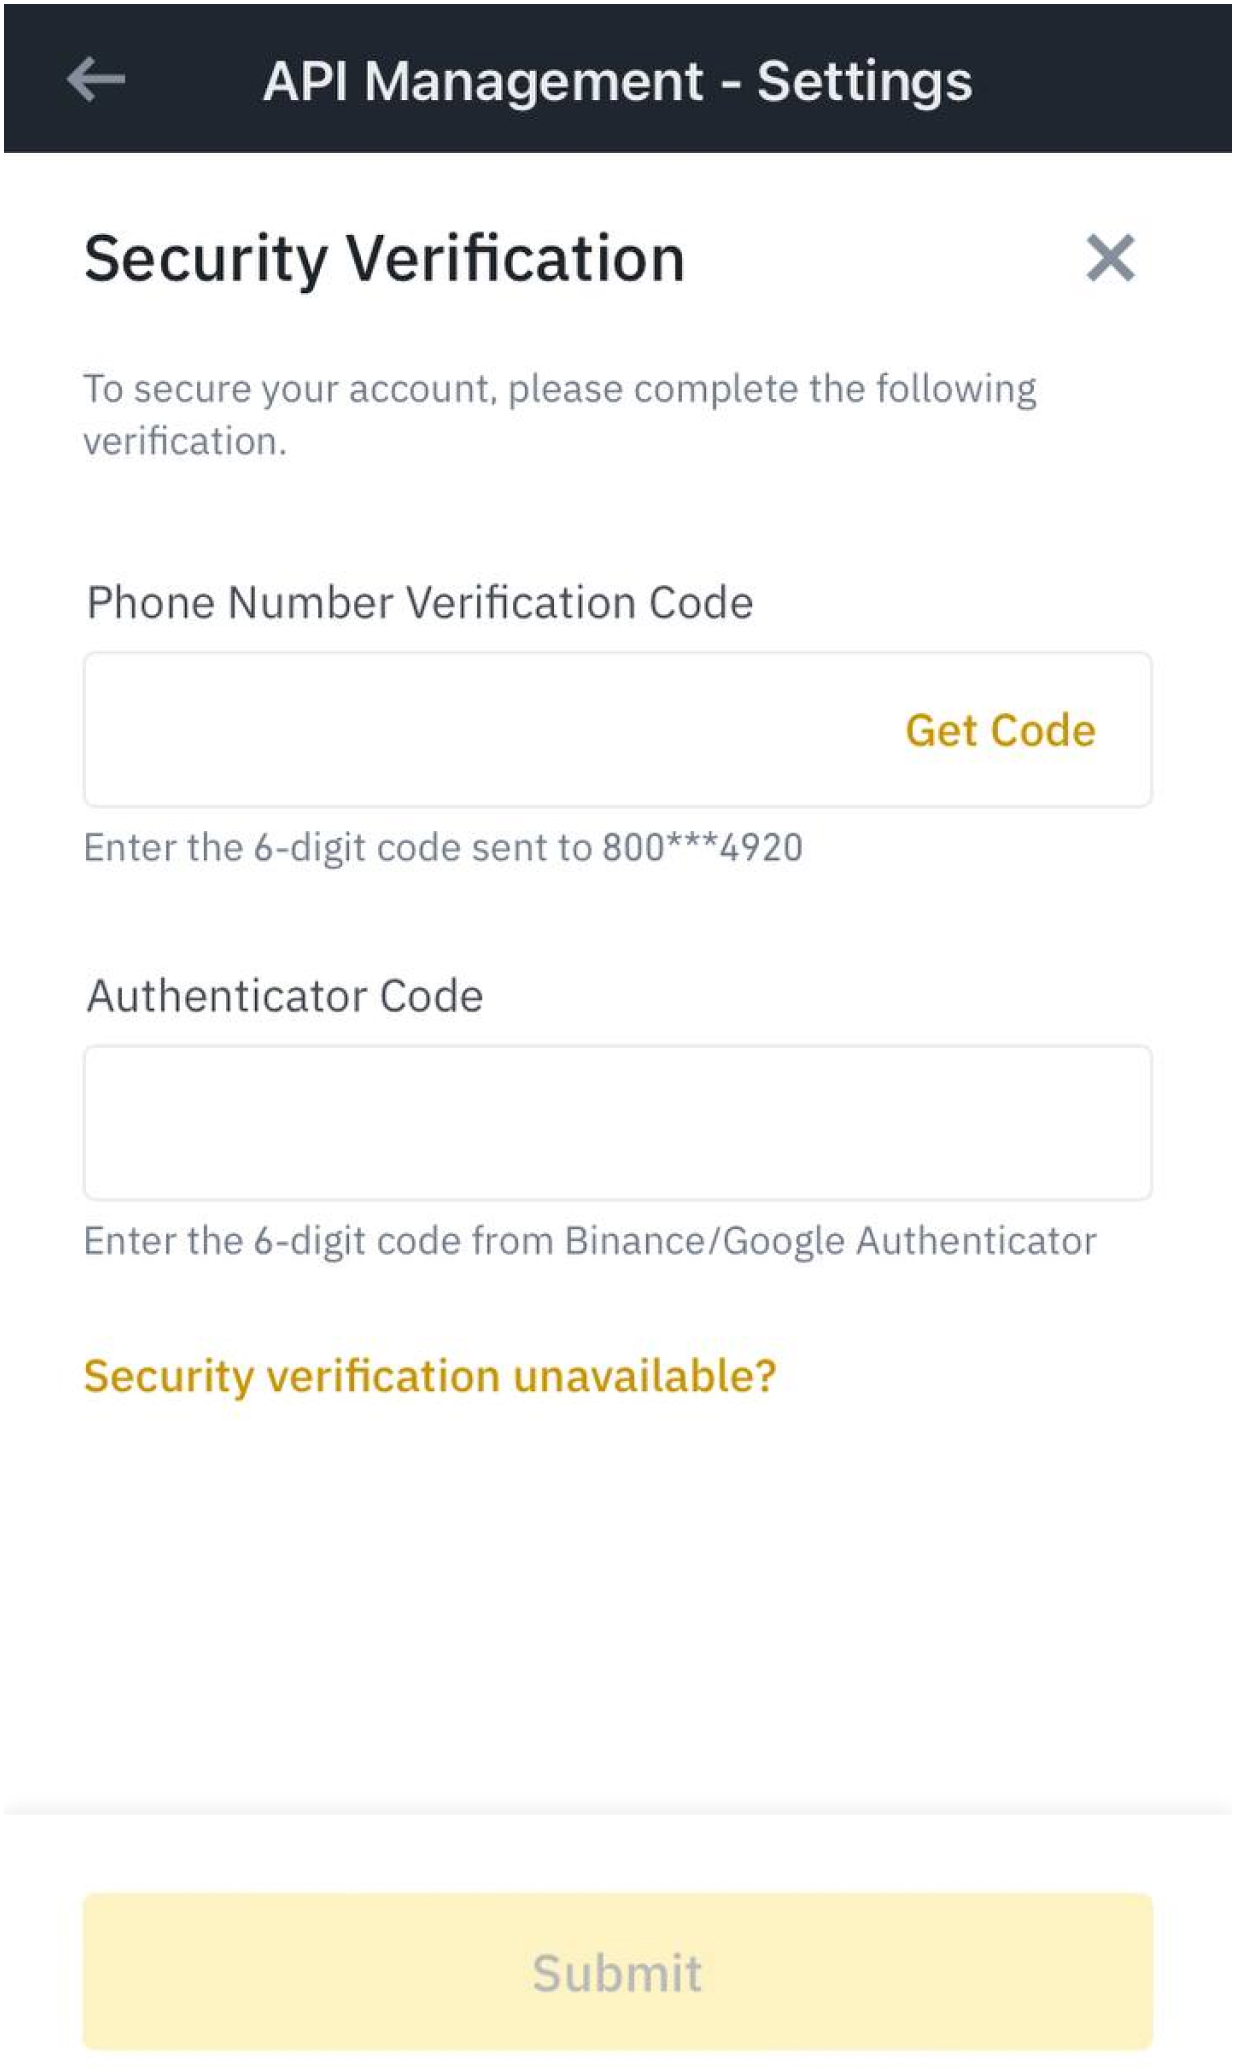 API Management - Settings
Security Verification
To secure your account, please complete the following
verification.
Phone Number Verification Code
Get Code
Enter the 6-digit code sent to 800***4920
Authenticator Code
Enter the 6-digit code from Binance/Google Authenticator
Security verification unavailable?
Submit